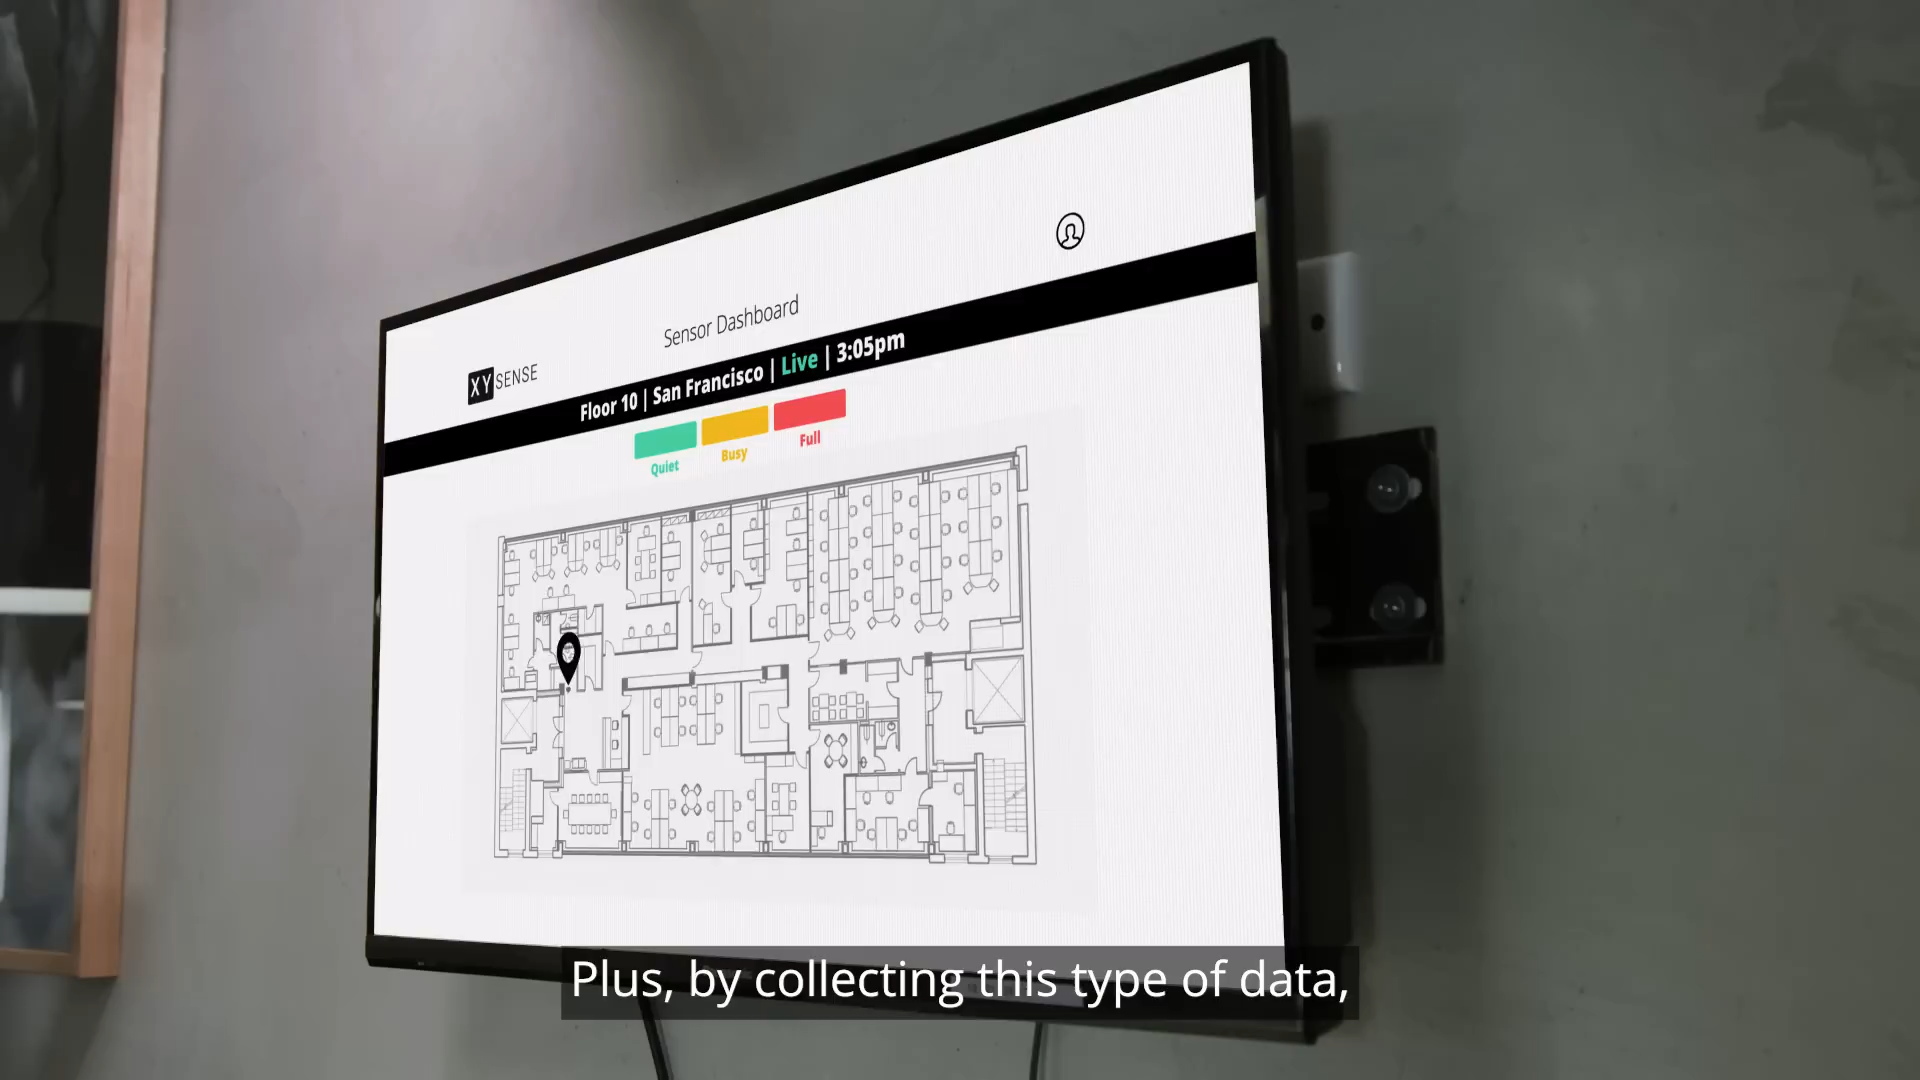 Sensor Dashboard
XY SENSE
Floor 10 | San Francisco | Live | 3:05pm
Quiet
Busy
Full
Plus, by collecting this type of data,